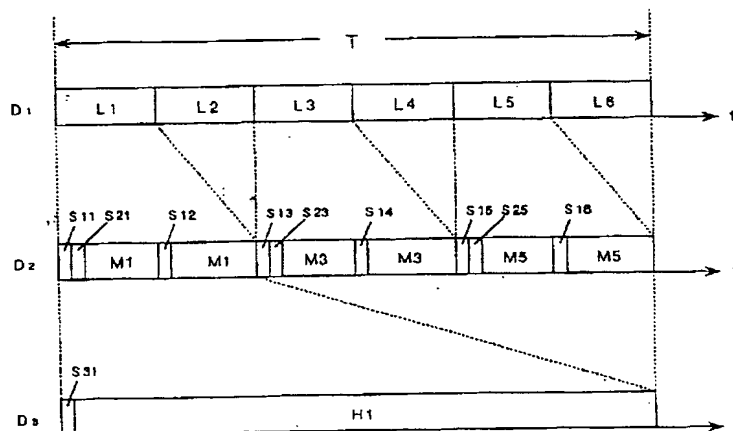 T
D1 L1 L2 L3 L4 L5 L6 t
S11 S21 S12 S13 S23 S14 S15 S25 S16
D2 M1 M1 M3 M3 M5 M5
S31
D3 H1